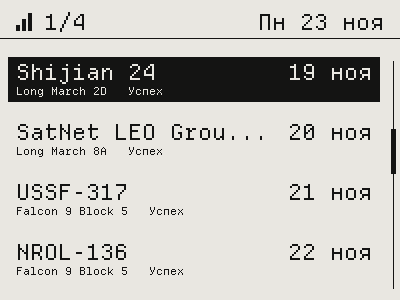 1/4 Пн 23 ноя
Shijian 24 19 ноя
Long March 2D Успех
SatNet LEO Grou... 20 ноя
Long March 8A Успех
USSF-317 21 ноя
Falcon 9 Block 5 Успех
NROL-136 22 ноя
Falcon 9 Block 5 Успех